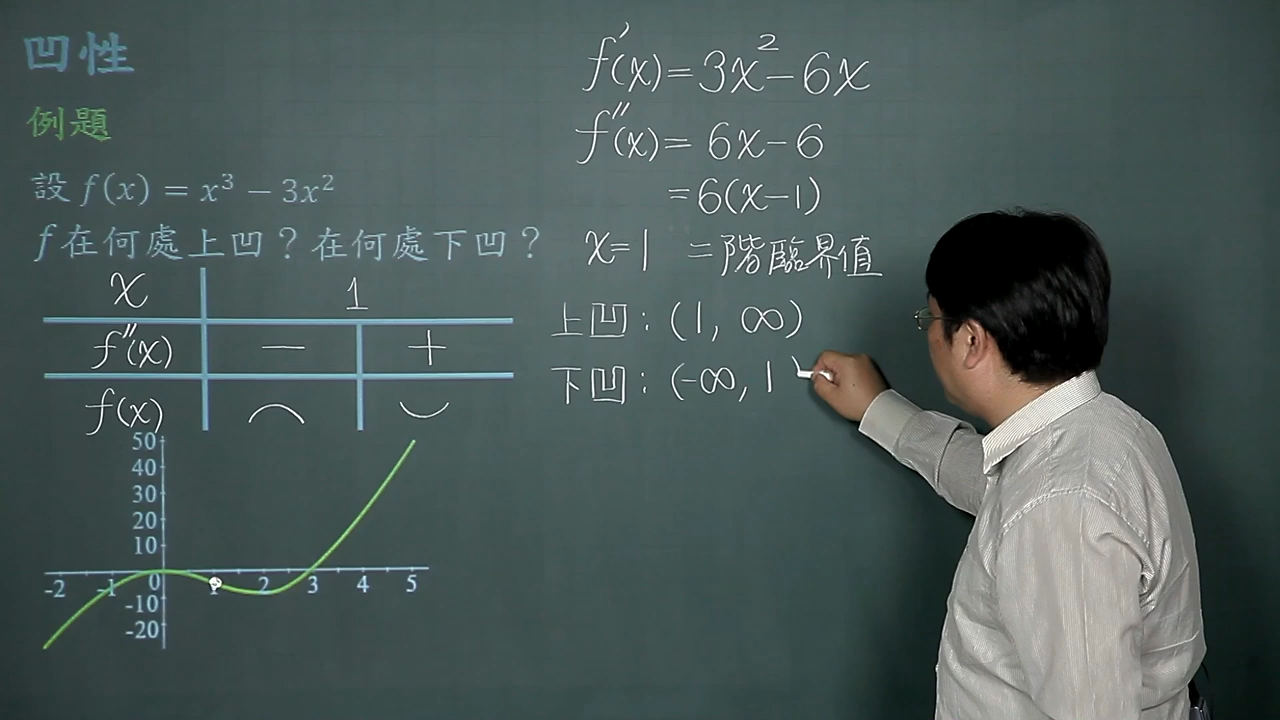 凹性
例題
設 f(x) = x³ − 3x²
f 在何處上凹？在何處下凹？
x 1
f″(x) − +
f(x)
50
40
30
20
10
0
-10
-20
-2 -1 1 2 3 4 5
f′(x) = 3x² − 6x
f″(x) = 6x − 6
= 6(x − 1)
x = 1 二階臨界值
上凹 : (1, ∞)
下凹 : (-∞, 1)